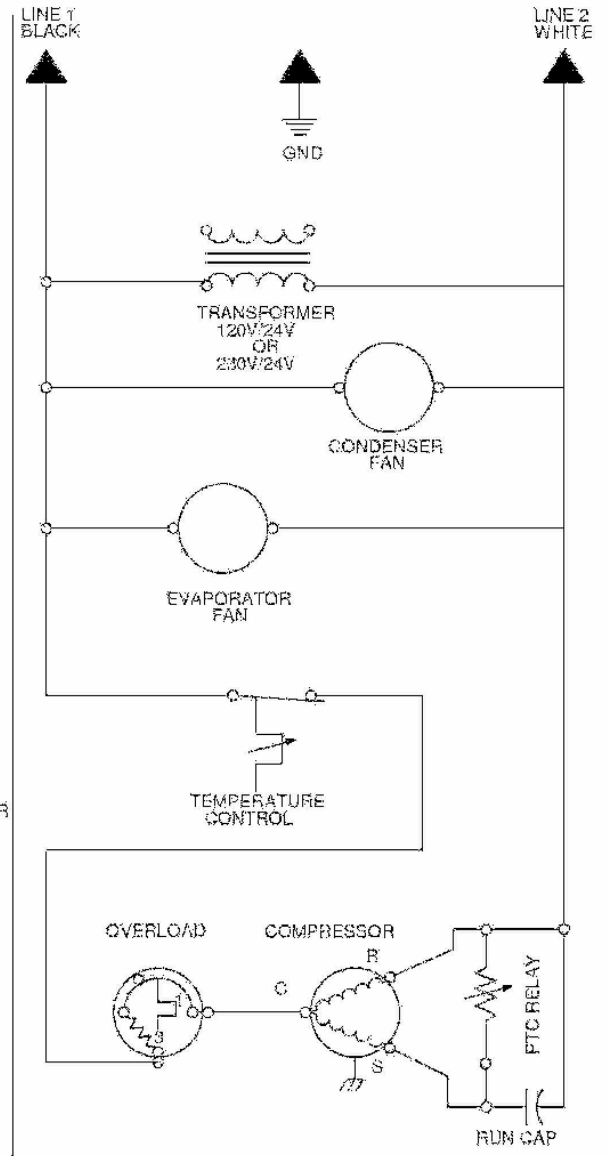 LINE 1
BLACK
LINE 2
WHITE
GND
TRANSFORMER
120V/24V
OR
230V/24V
CONDENSER
FAN
EVAPORATOR
FAN
TEMPERATURE
CONTROL
OVERLOAD
COMPRESSOR
R
C
1
3
S
PTC RELAY
RUN CAP